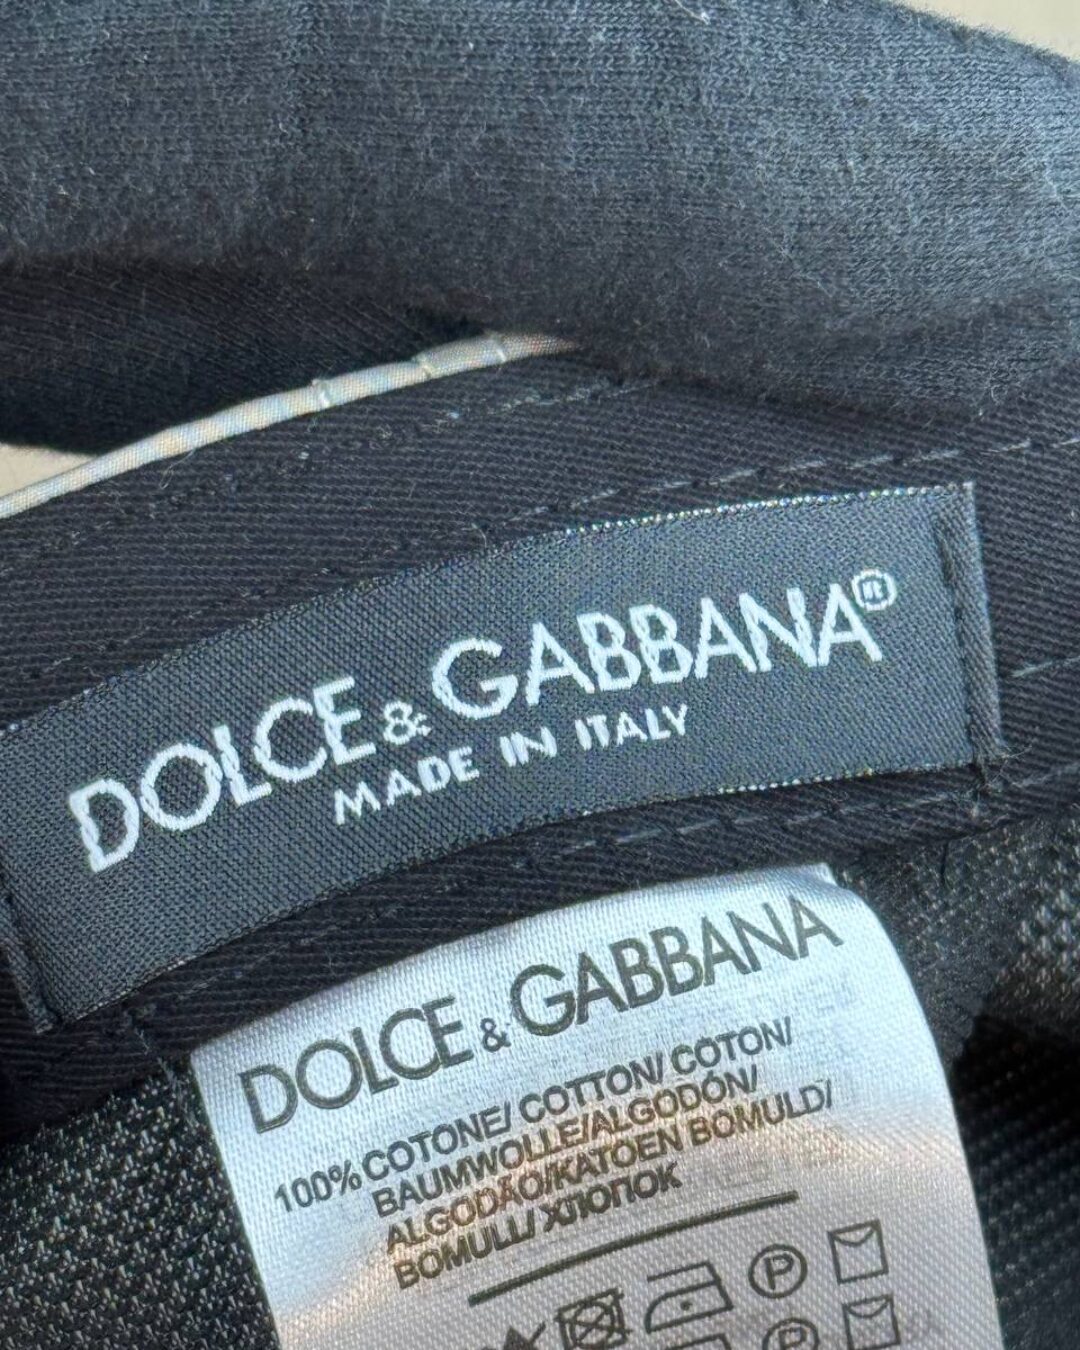 DOLCE & GABBANA®
MADE IN ITALY
DOLCE & GABBANA
100% COTONE/ COTTON/ COTON/
BAUMWOLLE/ALGODÓN/
ALGODÃO/KATOEN BOMULD/
BOMULL/ ХЛОПОК
P
P